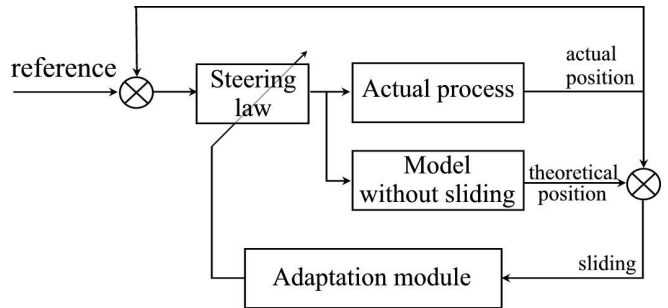 reference
Steering
law
Actual process
actual
position
Model
without sliding
theoretical
position
Adaptation module
sliding